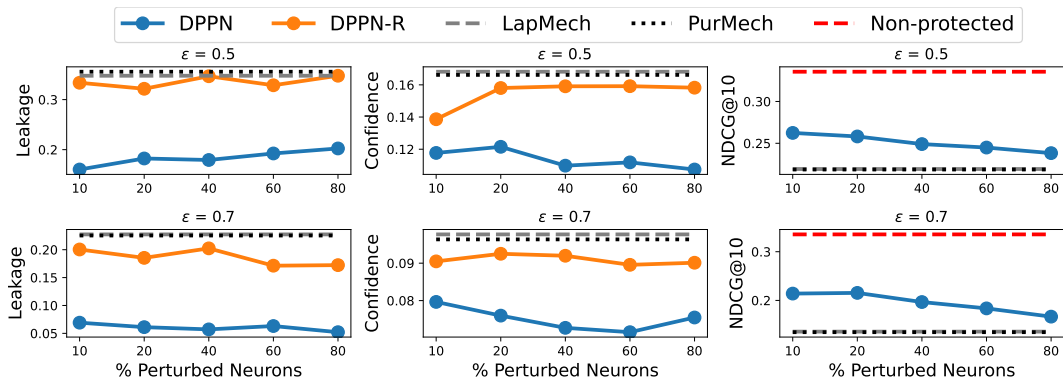 DPPN DPPN-R LapMech PurMech Non-protected
ε = 0.5 ε = 0.5 ε = 0.5
Leakage
0.3
0.2
10 20 40 60 80
Confidence
0.16
0.12
10 20 40 60 80
NDCG@10
0.30
0.25
10 20 40 60 80
ε = 0.7 ε = 0.7 ε = 0.7
Leakage
0.20
0.15
0.10
0.05
10 20 40 60 80
% Perturbed Neurons
Confidence
0.09
0.08
10 20 40 60 80
% Perturbed Neurons
NDCG@10
0.3
0.2
10 20 40 60 80
% Perturbed Neurons